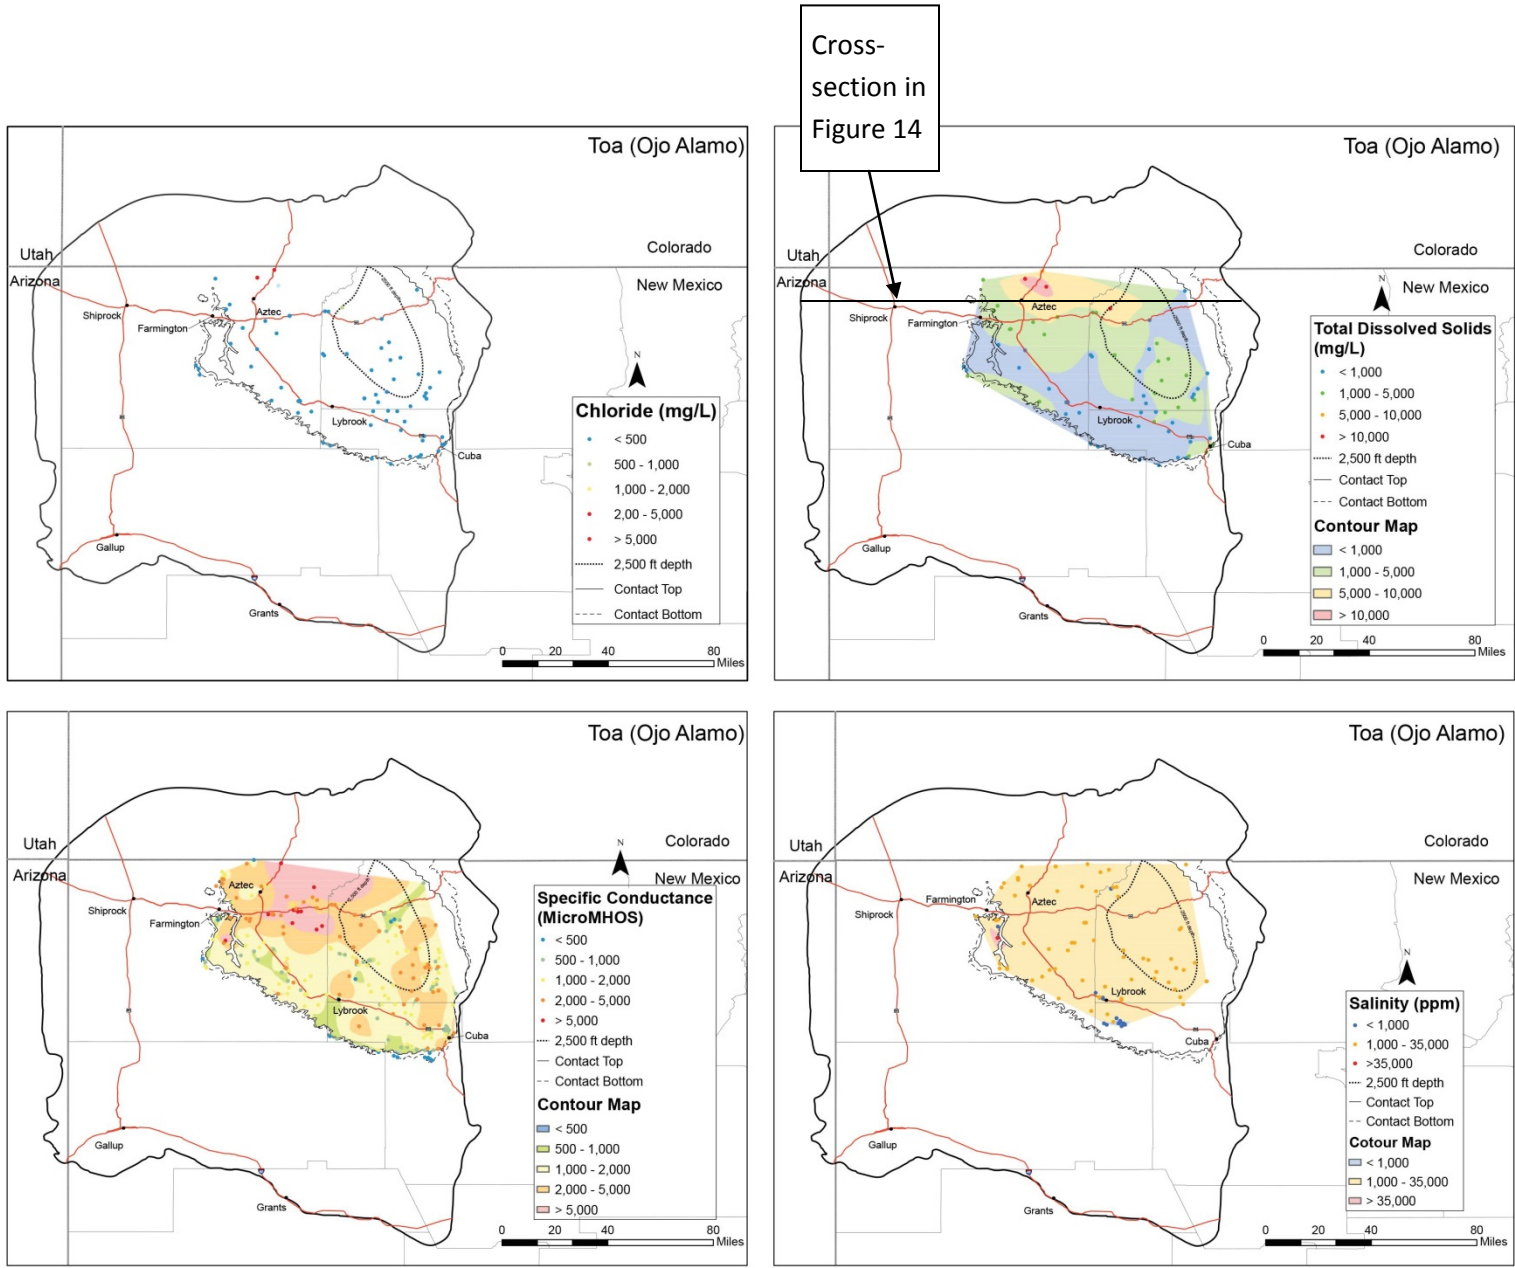 Cross-
section in
Figure 14
Toa (Ojo Alamo)
Utah
Colorado
Arizona
New Mexico
Shiprock
Farmington
Aztec
Lybrook
Cuba
Gallup
Grants
N
Chloride (mg/L)
< 500
500 - 1,000
1,000 - 2,000
2,00 - 5,000
> 5,000
2,500 ft depth
Contact Top
Contact Bottom
0 20 40 80
Miles
Toa (Ojo Alamo)
Utah
Colorado
Arizona
New Mexico
Shiprock
Farmington
Aztec
Lybrook
Cuba
Gallup
Grants
N
Total Dissolved Solids
(mg/L)
< 1,000
1,000 - 5,000
5,000 - 10,000
> 10,000
2,500 ft depth
Contact Top
Contact Bottom
Contour Map
< 1,000
1,000 - 5,000
5,000 - 10,000
> 10,000
0 20 40 80
Miles
Toa (Ojo Alamo)
Utah
Colorado
Arizona
New Mexico
Shiprock
Farmington
Aztec
Lybrook
Cuba
Gallup
Grants
N
Specific Conductance
(MicroMHOS)
< 500
500 - 1,000
1,000 - 2,000
2,000 - 5,000
> 5,000
2,500 ft depth
Contact Top
Contact Bottom
Contour Map
< 500
500 - 1,000
1,000 - 2,000
2,000 - 5,000
> 5,000
0 20 40 80
Miles
Toa (Ojo Alamo)
Utah
Colorado
Arizona
New Mexico
Shiprock
Farmington
Aztec
Lybrook
Cuba
Gallup
Grants
N
Salinity (ppm)
< 1,000
1,000 - 35,000
>35,000
2,500 ft depth
Contact Top
Contact Bottom
Cotour Map
< 1,000
1,000 - 35,000
> 35,000
0 20 40 80
Miles